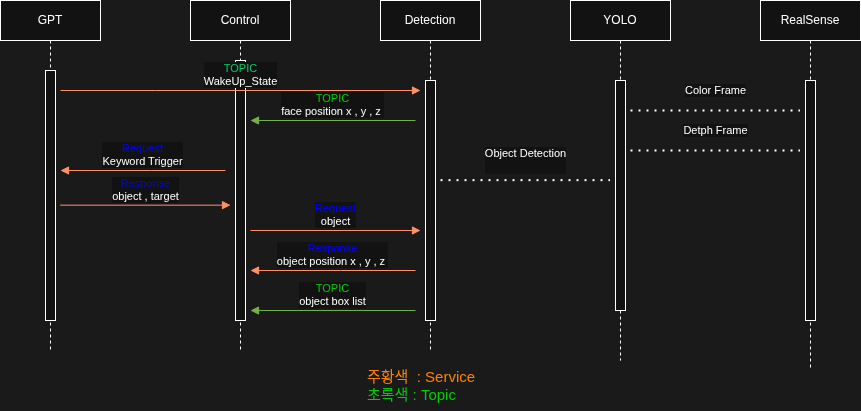 GPT
Control
Detection
YOLO
RealSense
TOPIC
WakeUp_State
Color Frame
TOPIC
face position x , y , z
Detph Frame
Request
Keyword Trigger
Object Detection
Response
object , target
Request
object
Response
object position x , y , z
TOPIC
object box list
주황색 : Service
초록색 : Topic